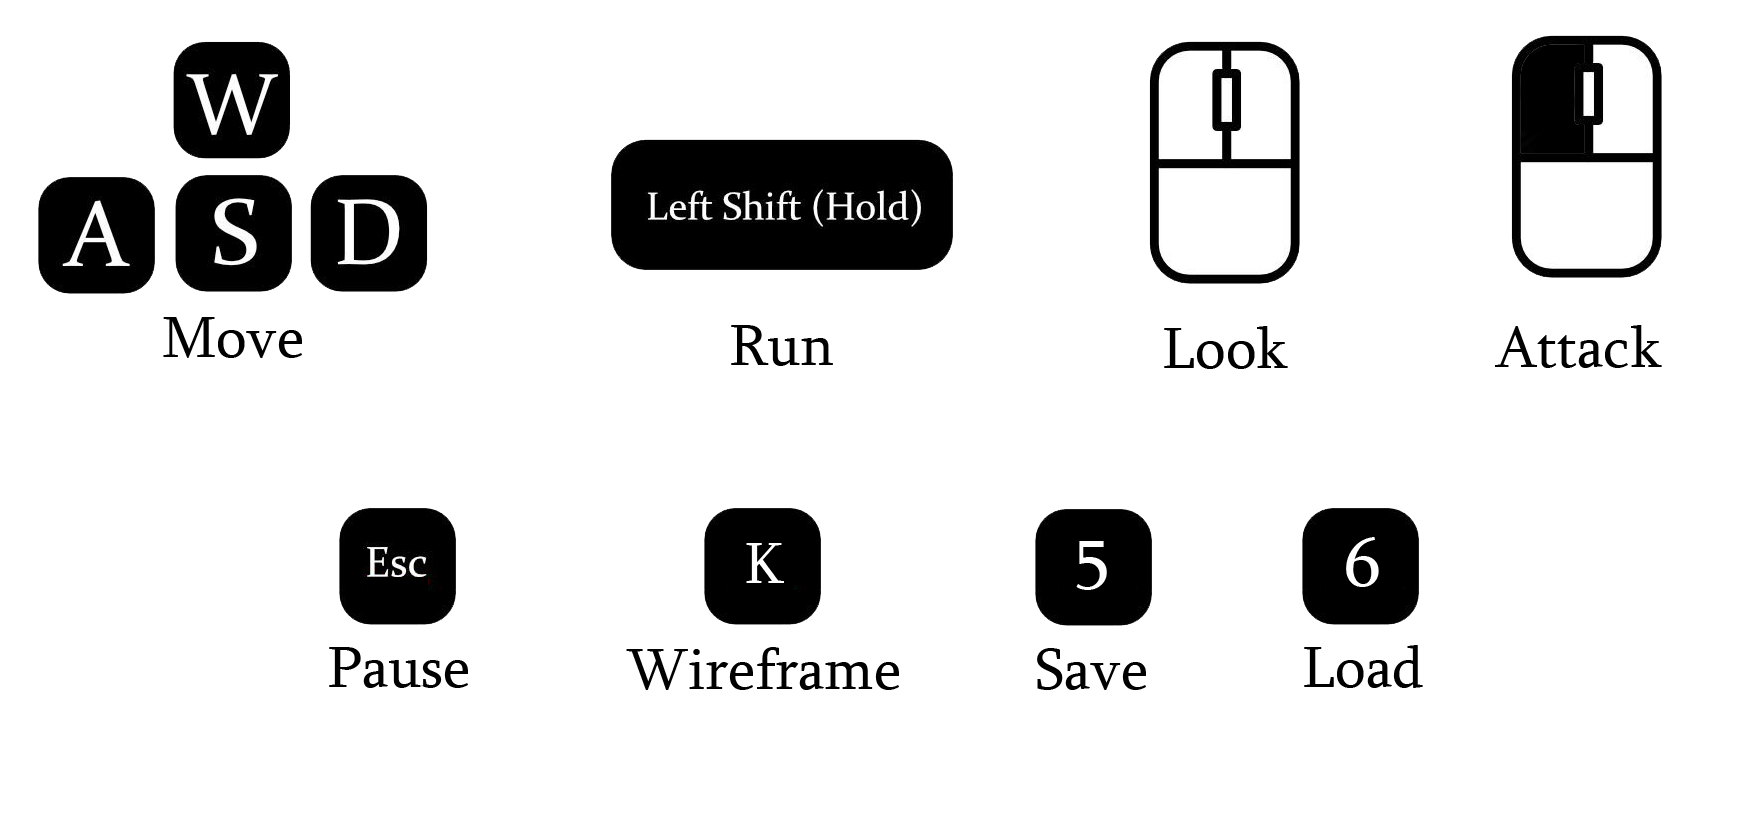 W
A S D
Move
Left Shift (Hold)
Run
Look
Attack
Esc
Pause
K
Wireframe
5
Save
6
Load